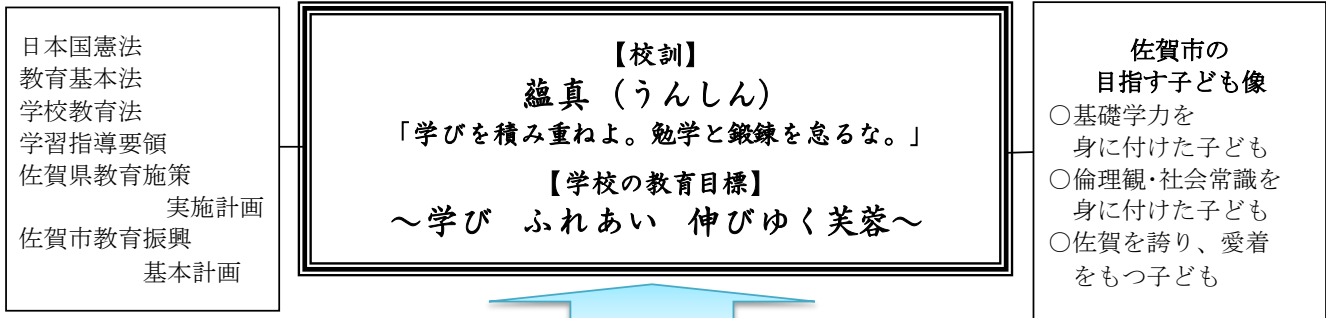 日本国憲法
教育基本法
学校教育法
学習指導要領
佐賀県教育施策
実施計画
佐賀市教育振興
基本計画
【校訓】
蘊真（うんしん）
「学びを積み重ねよ。勉学と鍛錬を怠るな。」
【学校の教育目標】
～学び　ふれあい　伸びゆく芙蓉～
佐賀市の
目指す子ども像
○基礎学力を
身に付けた子ども
○倫理観･社会常識を
身に付けた子ども
○佐賀を誇り、愛着
をもつ子ども